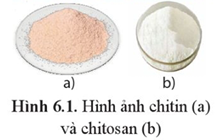 a) b)
Hình 6.1. Hình ảnh chitin (a)
và chitosan (b)